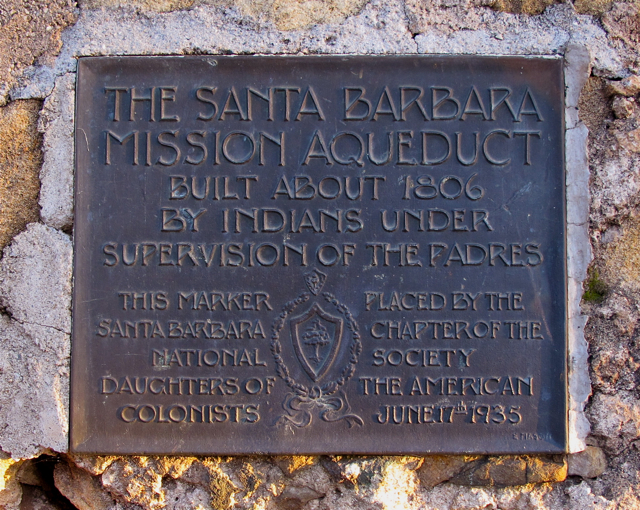 THE SANTA BARBARA
MISSION AQUEDUCT
BUILT ABOUT 1806
BY INDIANS UNDER
SUPERVISION OF THE PADRES
THIS MARKER PLACED BY THE
SANTA BARBARA CHAPTER OF THE
NATIONAL SOCIETY
DAUGHTERS OF THE AMERICAN
COLONISTS JUNE 17TH 1935